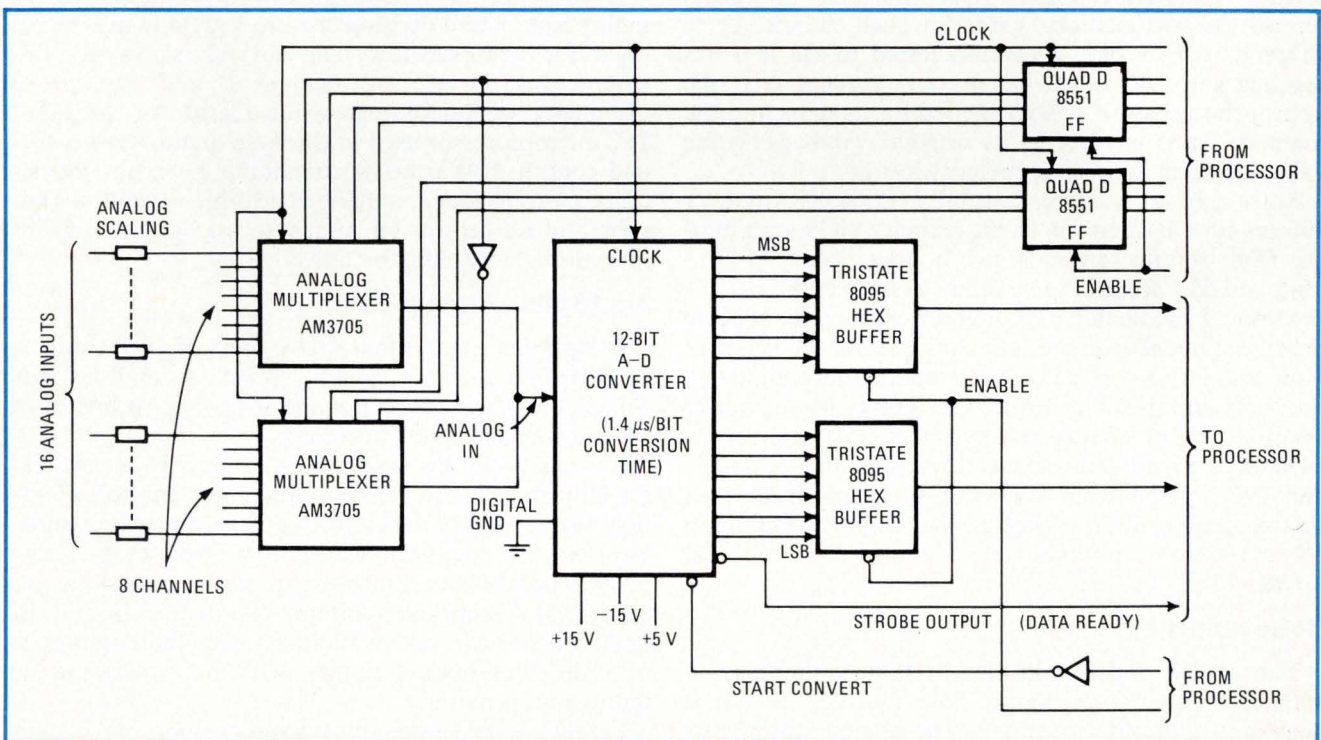 CLOCK
QUAD D
8551
FF
FROM
PROCESSOR
QUAD D
8551
FF
ENABLE
ANALOG
SCALING
16 ANALOG INPUTS
ANALOG
MULTIPLEXER
AM3705
ANALOG
MULTIPLEXER
AM3705
8 CHANNELS
ANALOG
IN
DIGITAL
GND
CLOCK
12-BIT
A–D
CONVERTER
(1.4 μs/BIT
CONVERSION
TIME)
+15 V
–15 V
+5 V
MSB
TRISTATE
8095
HEX
BUFFER
ENABLE
TRISTATE
8095
HEX
BUFFER
LSB
TO
PROCESSOR
STROBE OUTPUT (DATA READY)
START CONVERT
FROM
PROCESSOR